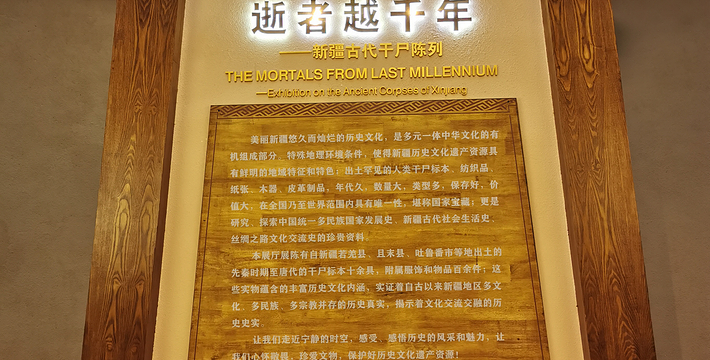 逝者越千年
——新疆古代干尸陈列
THE MORTALS FROM LAST MILLENNIUM
—Exhibition on the Ancient Corpses of Xinjiang
美丽新疆悠久而灿烂的历史文化，是多元一体中华文化的有
机组成部分。特殊地理环境条件，使得新疆历史文化遗产资源具
有鲜明的地域特征和特色；出土罕见的人类干尸标本、纺织品、
纸张、木器、皮革制品，年代久，数量大，类型多，保存好，价
值大，在全国乃至世界范围内具有唯一性，堪称国家宝藏；更是
研究、探索中国统一多民族国家发展史、新疆古代社会生活史、
丝绸之路文化交流史的珍贵资料。
本展厅展陈有自新疆若羌县、且末县、吐鲁番市等地出土的
先秦时期至唐代的干尸标本十余具，附属服饰和物品百余件；这
些实物蕴含的丰富历史文化内涵，实证着自古以来新疆地区多文
化、多民族、多宗教并存的历史真实，揭示着文化交流交融的历
史史实。
让我们走近宁静的时空，感受、感悟历史的风采和魅力，让
我们心怀敬畏，珍爱文物，保护好历史文化遗产资源！